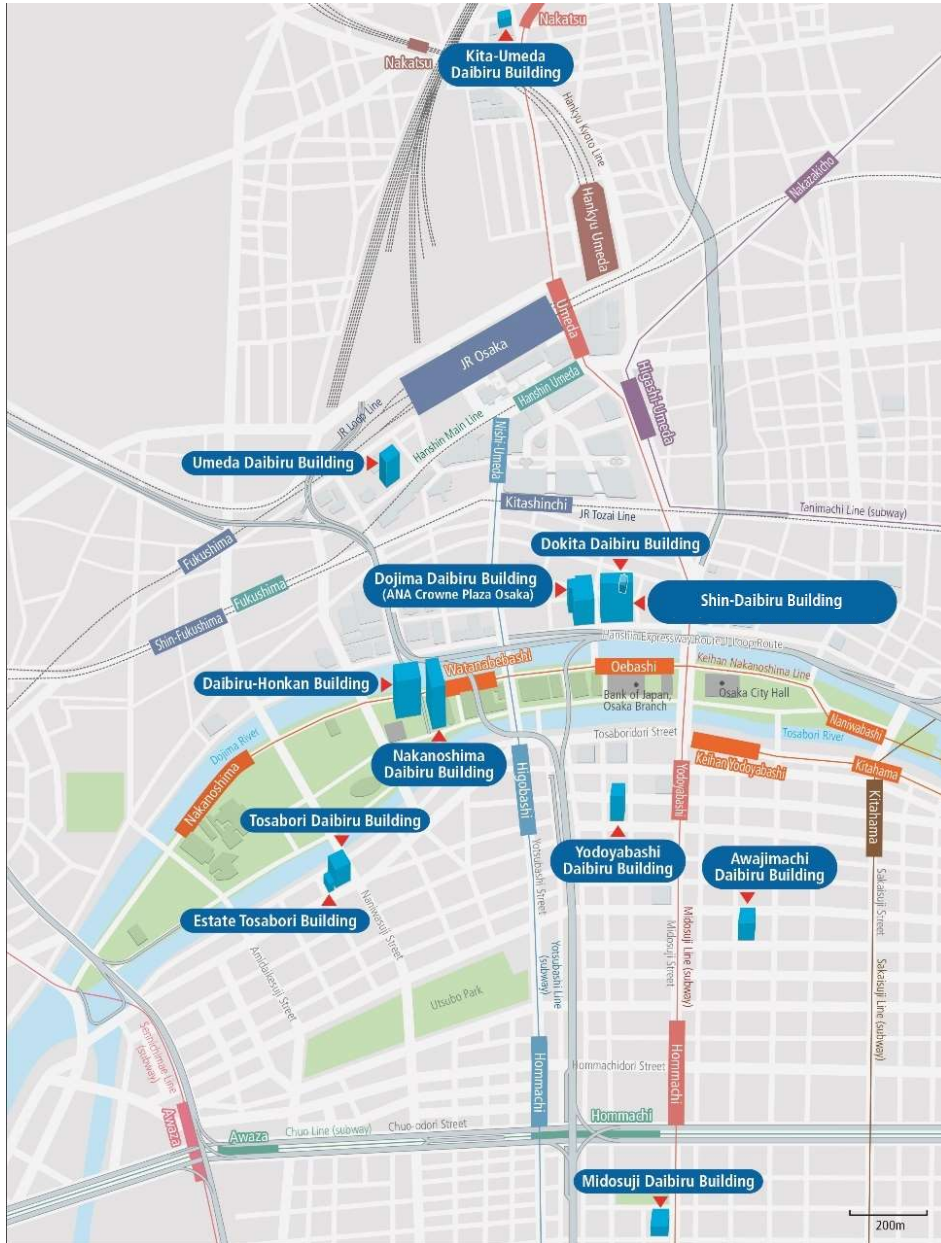 Nakatsu
Nakatsu
Kita-Umeda
Daibiru Building
Hankyu Kyoto Line
Nakazakicho
Hankyu Umeda
Umeda
JR Osaka
Hanshin Umeda
Higashi-Umeda
JR Loop Line
Hanshin Main Line
Nishi-Umeda
Umeda Daibiru Building
Kitashinchi
JR Tozai Line
Tanimachi Line (subway)
Fukushima
Dokita Daibiru Building
Dojima Daibiru Building
(ANA Crowne Plaza Osaka)
Shin-Daibiru Building
Fukushima
Shin-Fukushima
Hanshin Expressway Route 1 Loop Route
Watanabebashi
Oebashi
Keihan Nakanoshima Line
Daibiru-Honkan Building
Bank of Japan,
Osaka Branch
Osaka City Hall
Dojima River
Naniwabashi
Tosaboridori Street
Tosabori River
Nakanoshima
Daibiru Building
Keihan Yodoyabashi
Kitahama
Nakanoshima
Higobashi
Yodoyabashi
Kitahama
Tosabori Daibiru Building
Yodoyabashi
Daibiru Building
Awajimachi
Daibiru Building
Yotsubashi Street
Sakaisuji Street
Estate Tosabori Building
Naniwasuji Street
Midosuji Street
Midosuji Line (subway)
Amidaikesuji Street
Yotsubashi Line
(subway)
Sakaisuji Line (subway)
Utsubo Park
Sennichimae Line
(subway)
Hommachi
Hommachidori Street
Hommachi
Awaza
Awaza
Chuo Line (subway)
Chuo-odori Street
Hommachi
Midosuji Daibiru Building
200m